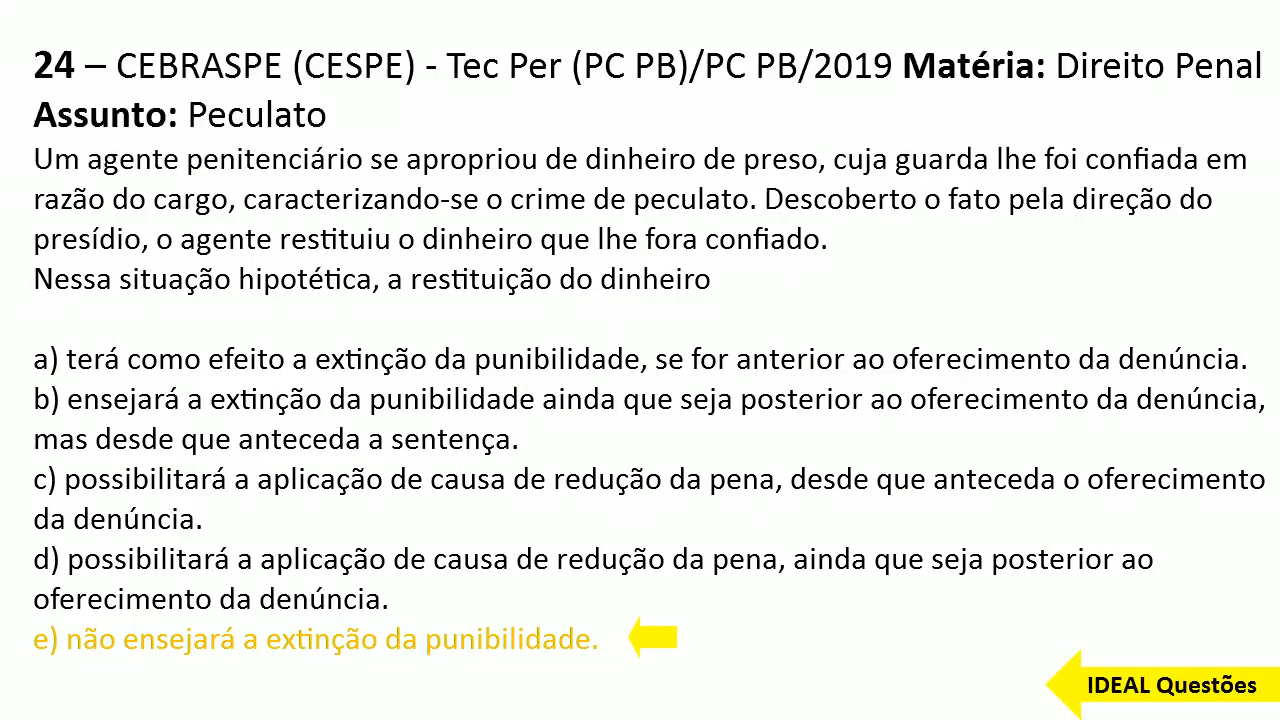 24 – CEBRASPE (CESPE) - Tec Per (PC PB)/PC PB/2019 Matéria: Direito Penal
Assunto: Peculato
Um agente penitenciário se apropriou de dinheiro de preso, cuja guarda lhe foi confiada em
razão do cargo, caracterizando-se o crime de peculato. Descoberto o fato pela direção do
presídio, o agente restituiu o dinheiro que lhe fora confiado.
Nessa situação hipotética, a restituição do dinheiro
a) terá como efeito a extinção da punibilidade, se for anterior ao oferecimento da denúncia.
b) ensejará a extinção da punibilidade ainda que seja posterior ao oferecimento da denúncia,
mas desde que anteceda a sentença.
c) possibilitará a aplicação de causa de redução da pena, desde que anteceda o oferecimento
da denúncia.
d) possibilitará a aplicação de causa de redução da pena, ainda que seja posterior ao
oferecimento da denúncia.
e) não ensejará a extinção da punibilidade.
IDEAL Questões